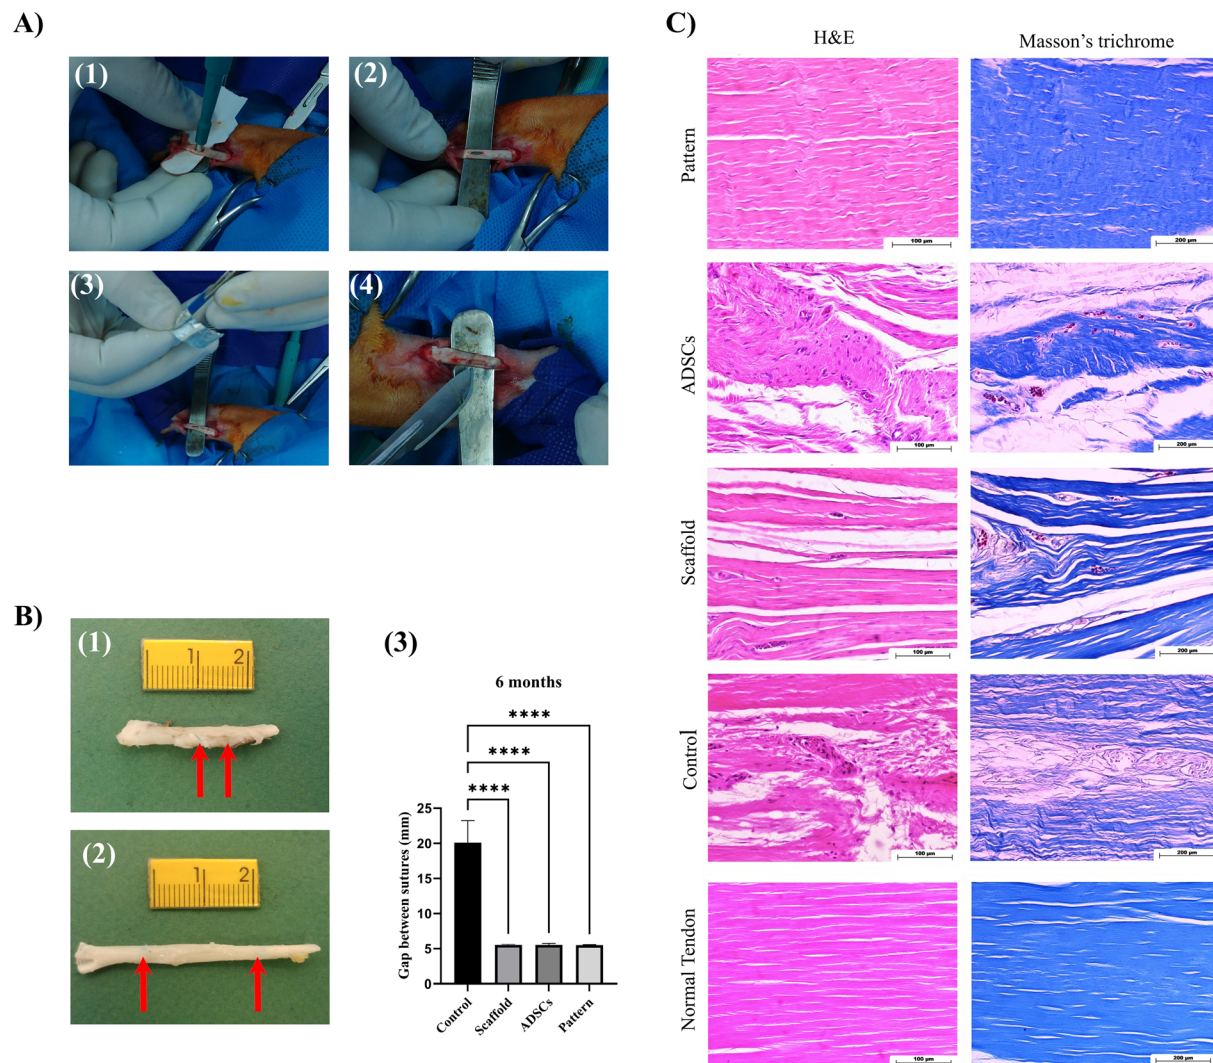 A)
(1)
(2)
(3)
(4)
B)
(1)
1 2
(2)
1 2
(3)
6 months
****
****
****
Gap between sutures (mm)
25
20
15
10
5
0
Control
Scaffold
ADSCs
Pattern
C)
H&E
Masson's trichrome
Pattern
100 µm
200 µm
ADSCs
100 µm
200 µm
Scaffold
100 µm
200 µm
Control
100 µm
200 µm
Normal Tendon
100 µm
200 µm